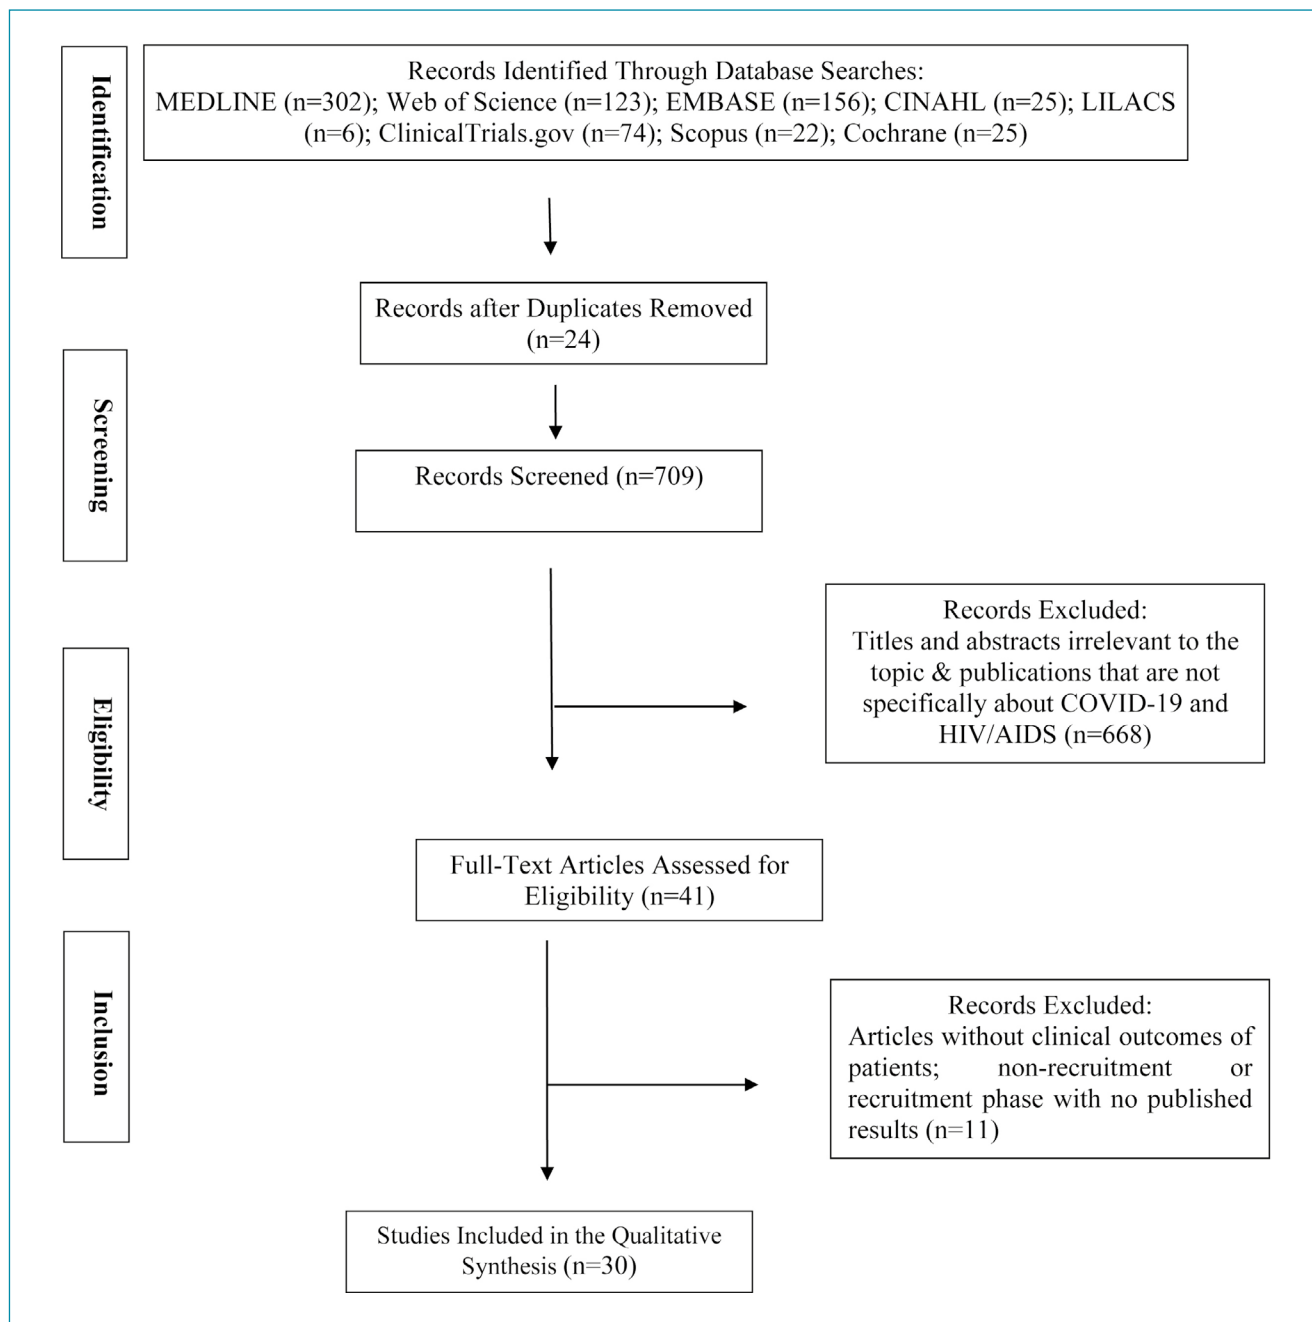 Identification
Records Identified Through Database Searches:
MEDLINE (n=302); Web of Science (n=123); EMBASE (n=156); CINAHL (n=25); LILACS
(n=6); ClinicalTrials.gov (n=74); Scopus (n=22); Cochrane (n=25)
Records after Duplicates Removed
(n=24)
Screening
Records Screened (n=709)
Records Excluded:
Titles and abstracts irrelevant to the
topic & publications that are not
specifically about COVID-19 and
HIV/AIDS (n=668)
Eligibility
Full-Text Articles Assessed for
Eligibility (n=41)
Inclusion
Records Excluded:
Articles without clinical outcomes of
patients; non-recruitment or
recruitment phase with no published
results (n=11)
Studies Included in the Qualitative
Synthesis (n=30)